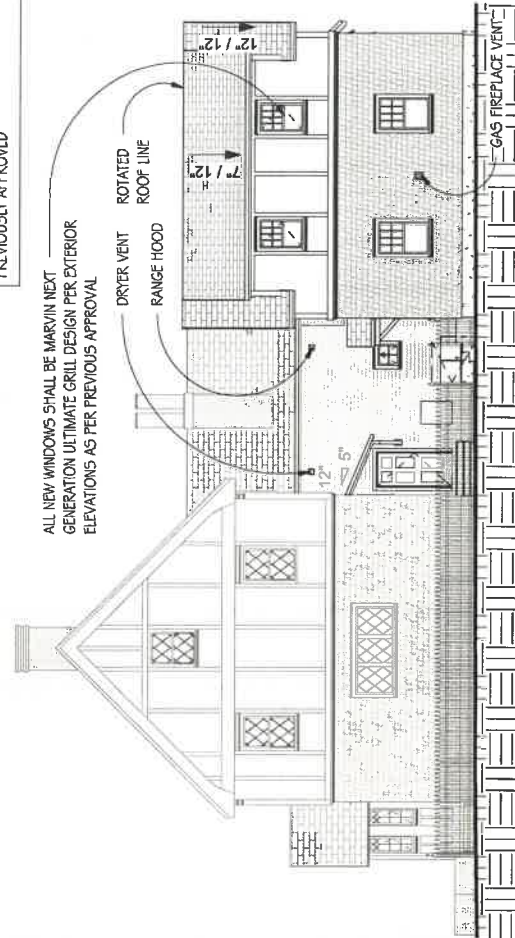 PREVIOUSLY APPROVED
ALL NEW WINDOWS SHALL BE MARVIN NEXT
GENERATION ULTIMATE GRILL DESIGN PER EXTERIOR
ELEVATIONS AS PER PREVIOUS APPROVAL
DRYER VENT
RANGE HOOD
ROTATED
ROOF LINE
7" / 12"
H
12" / 12"
12"
5"
GAS FIREPLACE VENT